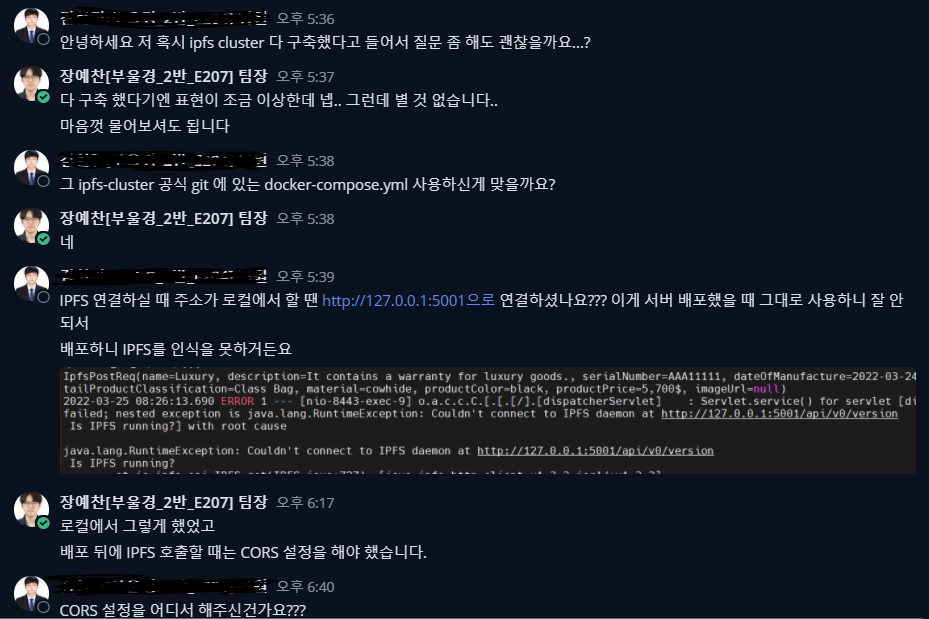 오후 5:36
안녕하세요 저 혹시 ipfs cluster 다 구축했다고 들어서 질문 좀 해도 괜찮을까요...?
장예찬[부울경_2반_E207] 팀장 오후 5:37
다 구축 했다기엔 표현이 조금 이상한데 넵.. 그런데 별 것 없습니다..
마음껏 물어보셔도 됩니다
오후 5:38
그 ipfs-cluster 공식 git 에 있는 docker-compose.yml 사용하신게 맞을까요?
장예찬[부울경_2반_E207] 팀장 오후 5:38
네
오후 5:39
IPFS 연결하실 때 주소가 로컬에서 할 땐 http://127.0.0.1:5001으로 연결하셨나요??? 이게 서버 배포했을 때 그대로 사용하니 잘 안
되서
배포하니 IPFS를 인식을 못하거든요
IpfsPostReq(name=Luxury, description=It contains a warranty for luxury goods., serialNumber=AAA11111, dateOfManufacture=2022-03-24
tailProductClassification=Class Bag, material=cowhide, productColor=black, productPrice=5,700$, imageUrl=null)
2022-03-25 08:26:13.690 ERROR 1 --- [nio-8443-exec-9] o.a.c.c.C.[.[.[/].[dispatcherServlet] : Servlet.service() for servlet [di
failed; nested exception is java.lang.RuntimeException: Couldn't connect to IPFS daemon at http://127.0.0.1:5001/api/v0/version
Is IPFS running?] with root cause
java.lang.RuntimeException: Couldn't connect to IPFS daemon at http://127.0.0.1:5001/api/v0/version
Is IPFS running?
장예찬[부울경_2반_E207] 팀장 오후 6:17
로컬에서 그렇게 했었고
배포 뒤에 IPFS 호출할 때는 CORS 설정을 해야 했습니다.
오후 6:40
CORS 설정을 어디서 해주신건가요???